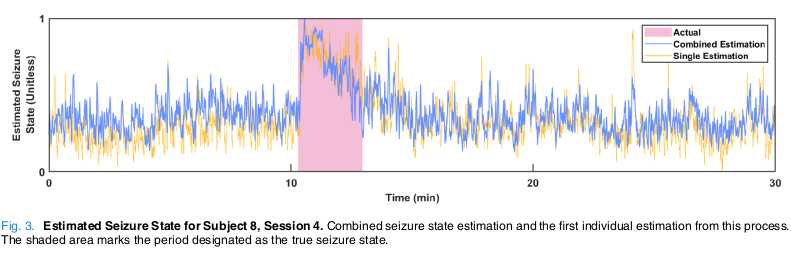 1
Actual
Combined Estimation
Single Estimation
Estimated Seizure
State (Unitless)
0
0
10
20
30
Time (min)
Fig. 3. Estimated Seizure State for Subject 8, Session 4. Combined seizure state estimation and the first individual estimation from this process.
The shaded area marks the period designated as the true seizure state.